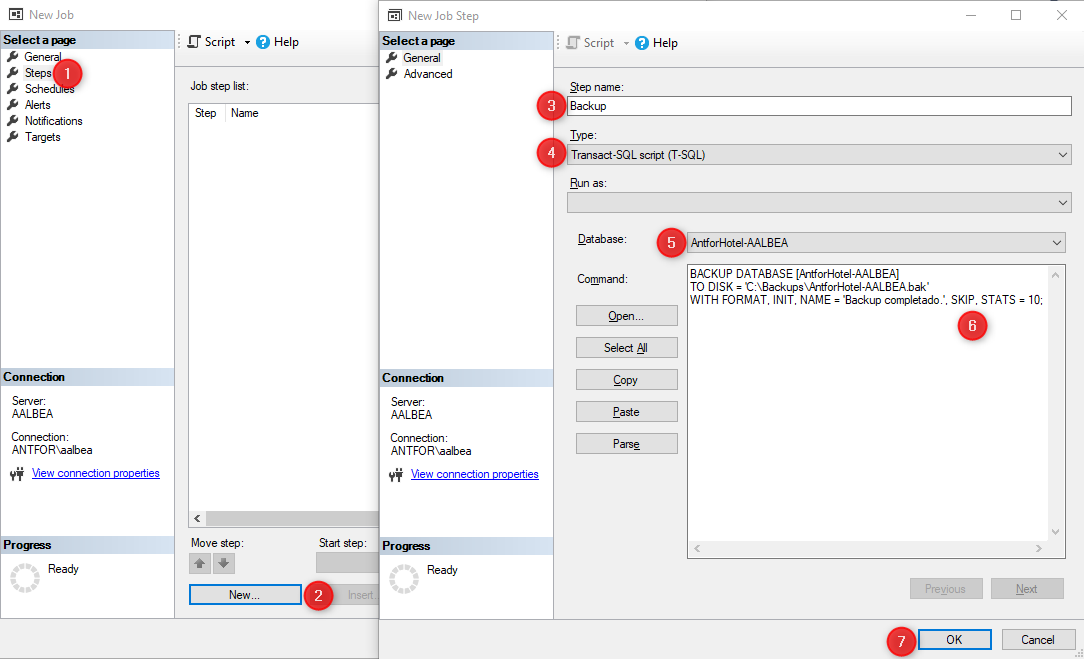 New Job
Select a page
General
Steps
1
Schedules
Alerts
Notifications
Targets
Script
Help
Job step list:
Step Name
Connection
Server:
AALBEA
Connection:
ANTFOR\aalbea
View connection properties
Progress
Ready
Move step:
Start step:
New...
2
Insert.
New Job Step
Select a page
General
Advanced
Script
Help
Step name:
3
Backup
Type:
4
Transact-SQL script (T-SQL)
Run as:
Database:
5
AntforHotel-AALBEA
Command:
BACKUP DATABASE [AntforHotel-AALBEA]
TO DISK = 'C:\Backups\AntforHotel-AALBEA.bak'
WITH FORMAT, INIT, NAME = 'Backup completado.', SKIP, STATS = 10;
6
Open...
Select All
Copy
Paste
Parse
Connection
Server:
AALBEA
Connection:
ANTFOR\aalbea
View connection properties
Progress
Ready
Previous
Next
7
OK
Cancel